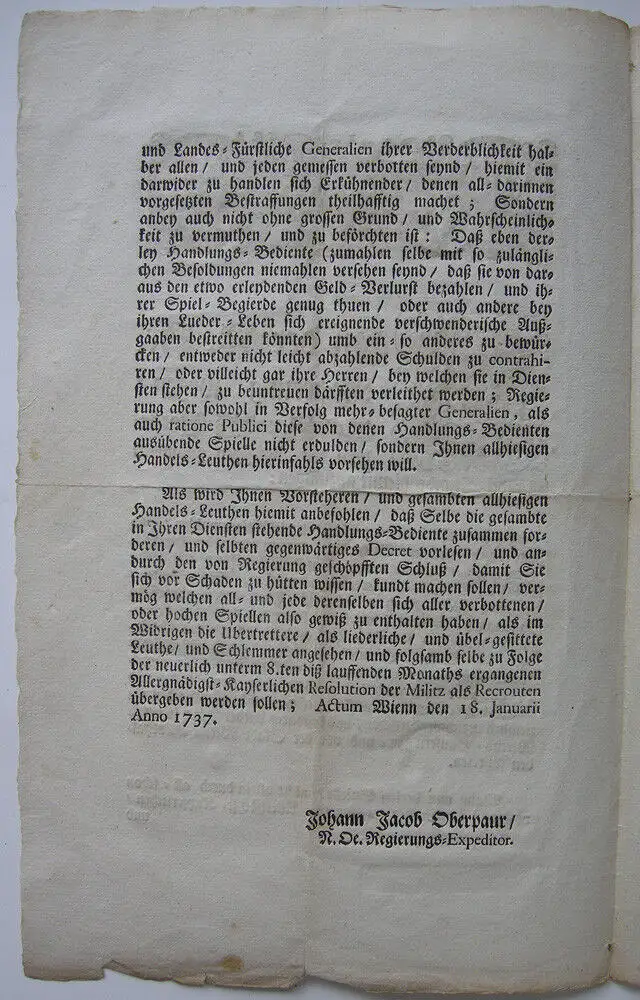 und Landes-Fürstliche Generalien ihrer Verderblichkeit hal-
ber allen/ und jeden gemessen verbotten seynd/ hiemit ein
darwider zu handlen sich Erkühnender/ denen all-darinnen
vorgesetzten Bestraffungen theilhafftig machet; Sondern
anbey auch nicht ohne grossen Grund/ und Wahrscheinlich-
keit zu vermuthen/ und zu beförchten ist: Daß eben der-
ley Handlungs-Bediente (zumahlen selbe mit so zulängli-
chen Besoldungen niemahlen versehen seynd/ daß sie von dar-
aus den etwo erleydenden Geld-Verlurst bezahlen/ und ih-
rer Spiel-Begierde genug thuen/ oder auch andere bey
ihren Lueder-Leben sich ereignende verschwenderische Auß-
gaaben bestreitten könnten) umb ein-so anderes zu bewür-
cken/ entweder nicht leicht abzahlende Schulden zu contrahi-
ren/ oder villeicht gar ihre Herren/ bey welchen sie in Dien-
sten stehen/ zu beuntreuen därfften verleithet werden; Regie-
rung aber sowohl in Verfolg mehr-besagter Generalien, als
auch ratione Publici diese von denen Handlungs-Bedienten
ausübende Spielle nicht erdulden/ sondern Ihnen allhiesigen
Handels-Leuthen hierinfahls vorsehen will.
Als wird Ihnen Vorsteheren/ und gesambten allhiesigen
Handels-Leuthen hiemit anbefohlen/ daß Selbe die gesambte
in Ihren Diensten stehende Handlungs-Bediente zusammen for-
deren/ und selbten gegenwärtiges Decret vorlesen/ und an-
durch den von Regierung geschöpfften Schluß/ damit Sie
sich vor Schaden zu hütten wissen/ kundt machen sollen/ ver-
mög welchen all- und jede derenselben sich aller verbottenen/
oder hochen Spiellen also gewiß zu enthalten haben/ als im
Widrigen die Ubertrettere/ als liederliche/ und übel-gesittete
Leuthe/ und Schlemmer angesehen/ und folgsamb selbe zu Folge
der neuerlich unterm 8.ten diß lauffenden Monaths ergangenen
Allergnädigst-Kayserlichen Resolution der Militz als Recrouten
übergeben werden sollen; Actum Wienn den 18. Januarii
Anno 1737.
Johann Jacob Oberpaur/
N. Oe. Regierungs-Expeditor.